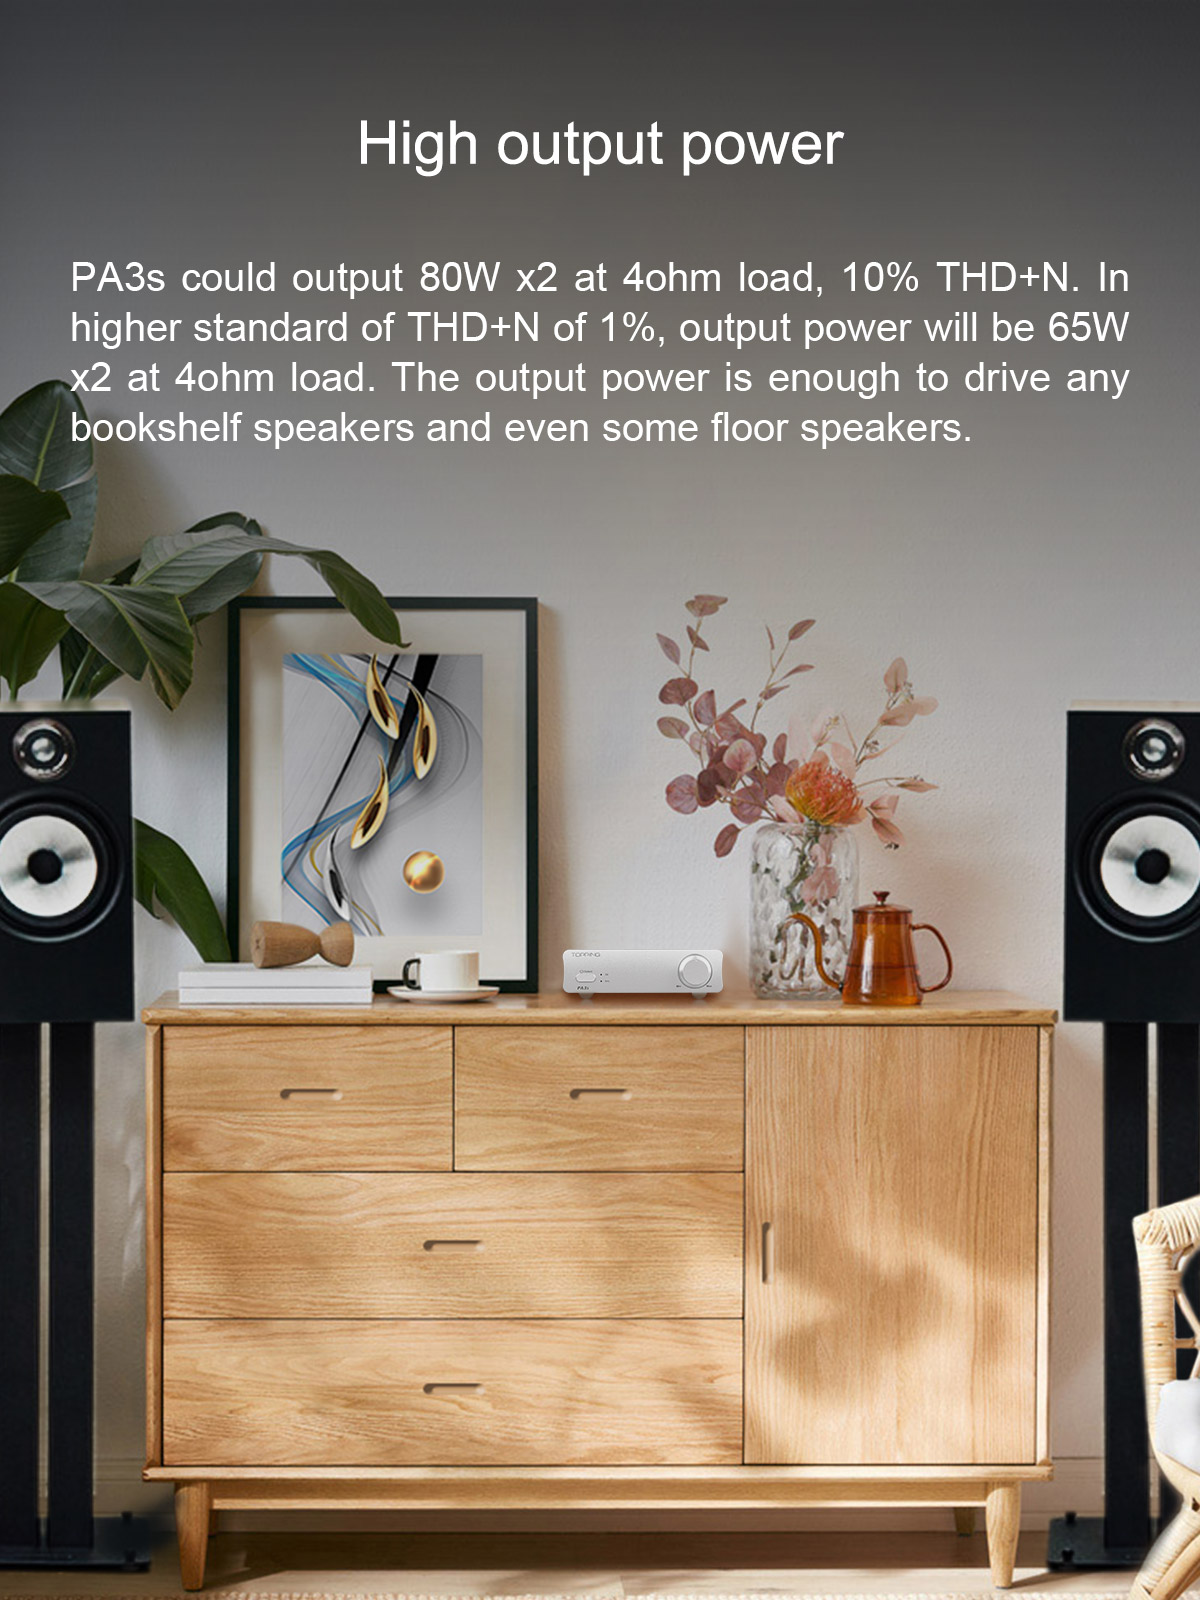 High output power
PA3s could output 80W x2 at 4ohm load, 10% THD+N. In
higher standard of THD+N of 1%, output power will be 65W
x2 at 4ohm load. The output power is enough to drive any
bookshelf speakers and even some floor speakers.
TOPPING
PA3s